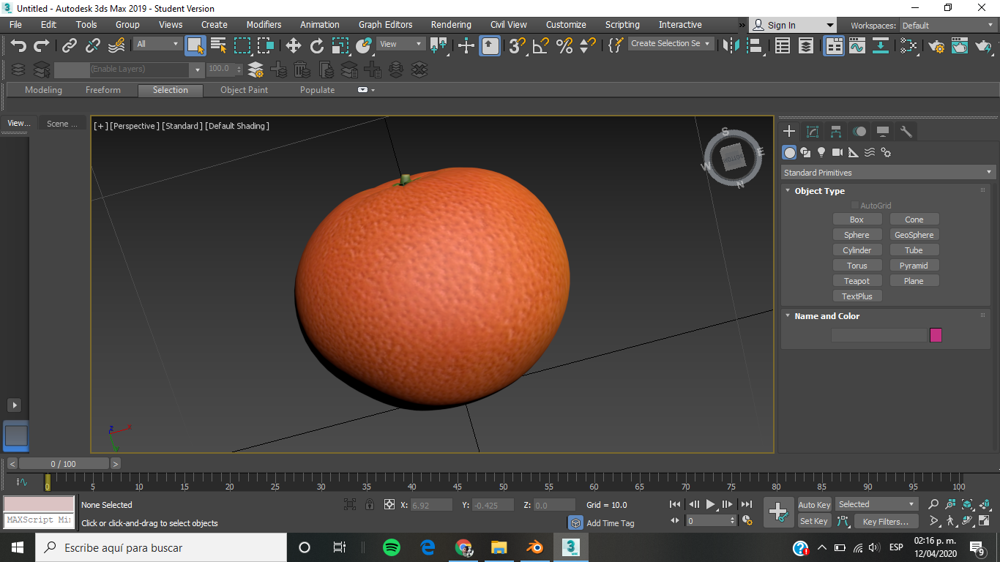 Untitled - Autodesk 3ds Max 2019 - Student Version
File Edit Tools Group Views Create Modifiers Animation Graph Editors Rendering Civil View Customize Scripting Interactive » Sign In Workspaces: Default
All View Create Selection Se
(Enable Layers) 100.0
Modeling Freeform Selection Object Paint Populate
View... Scene ...
[+] [Perspective ] [Standard ] [Default Shading ]
S
E
W
N
BOTTOM
Standard Primitives
Object Type
AutoGrid
Box Cone
Sphere GeoSphere
Cylinder Tube
Torus Pyramid
Teapot Plane
TextPlus
Name and Color
z x
y
< 0 / 100 >
0 5 10 15 20 25 30 35 40 45 50 55 60 65 70 75 80 85 90 95 100
None Selected X: 6.92 Y: -0.425 Z: 0.0 Grid = 10.0 Auto Key Selected
MAXScript Mi
Click or click-and-drag to select objects Add Time Tag 0 Set Key Key Filters...
Escribe aquí para buscar
3
MAX
ESP
02:16 p. m.
12/04/2020
9